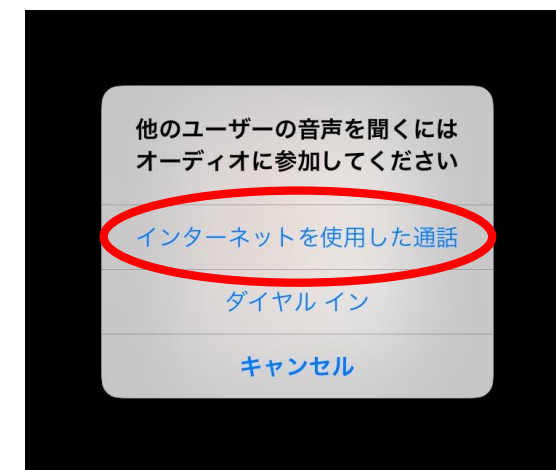 他のユーザーの音声を聞くには
オーディオに参加してください
インターネットを使用した通話
ダイヤル イン
キャンセル